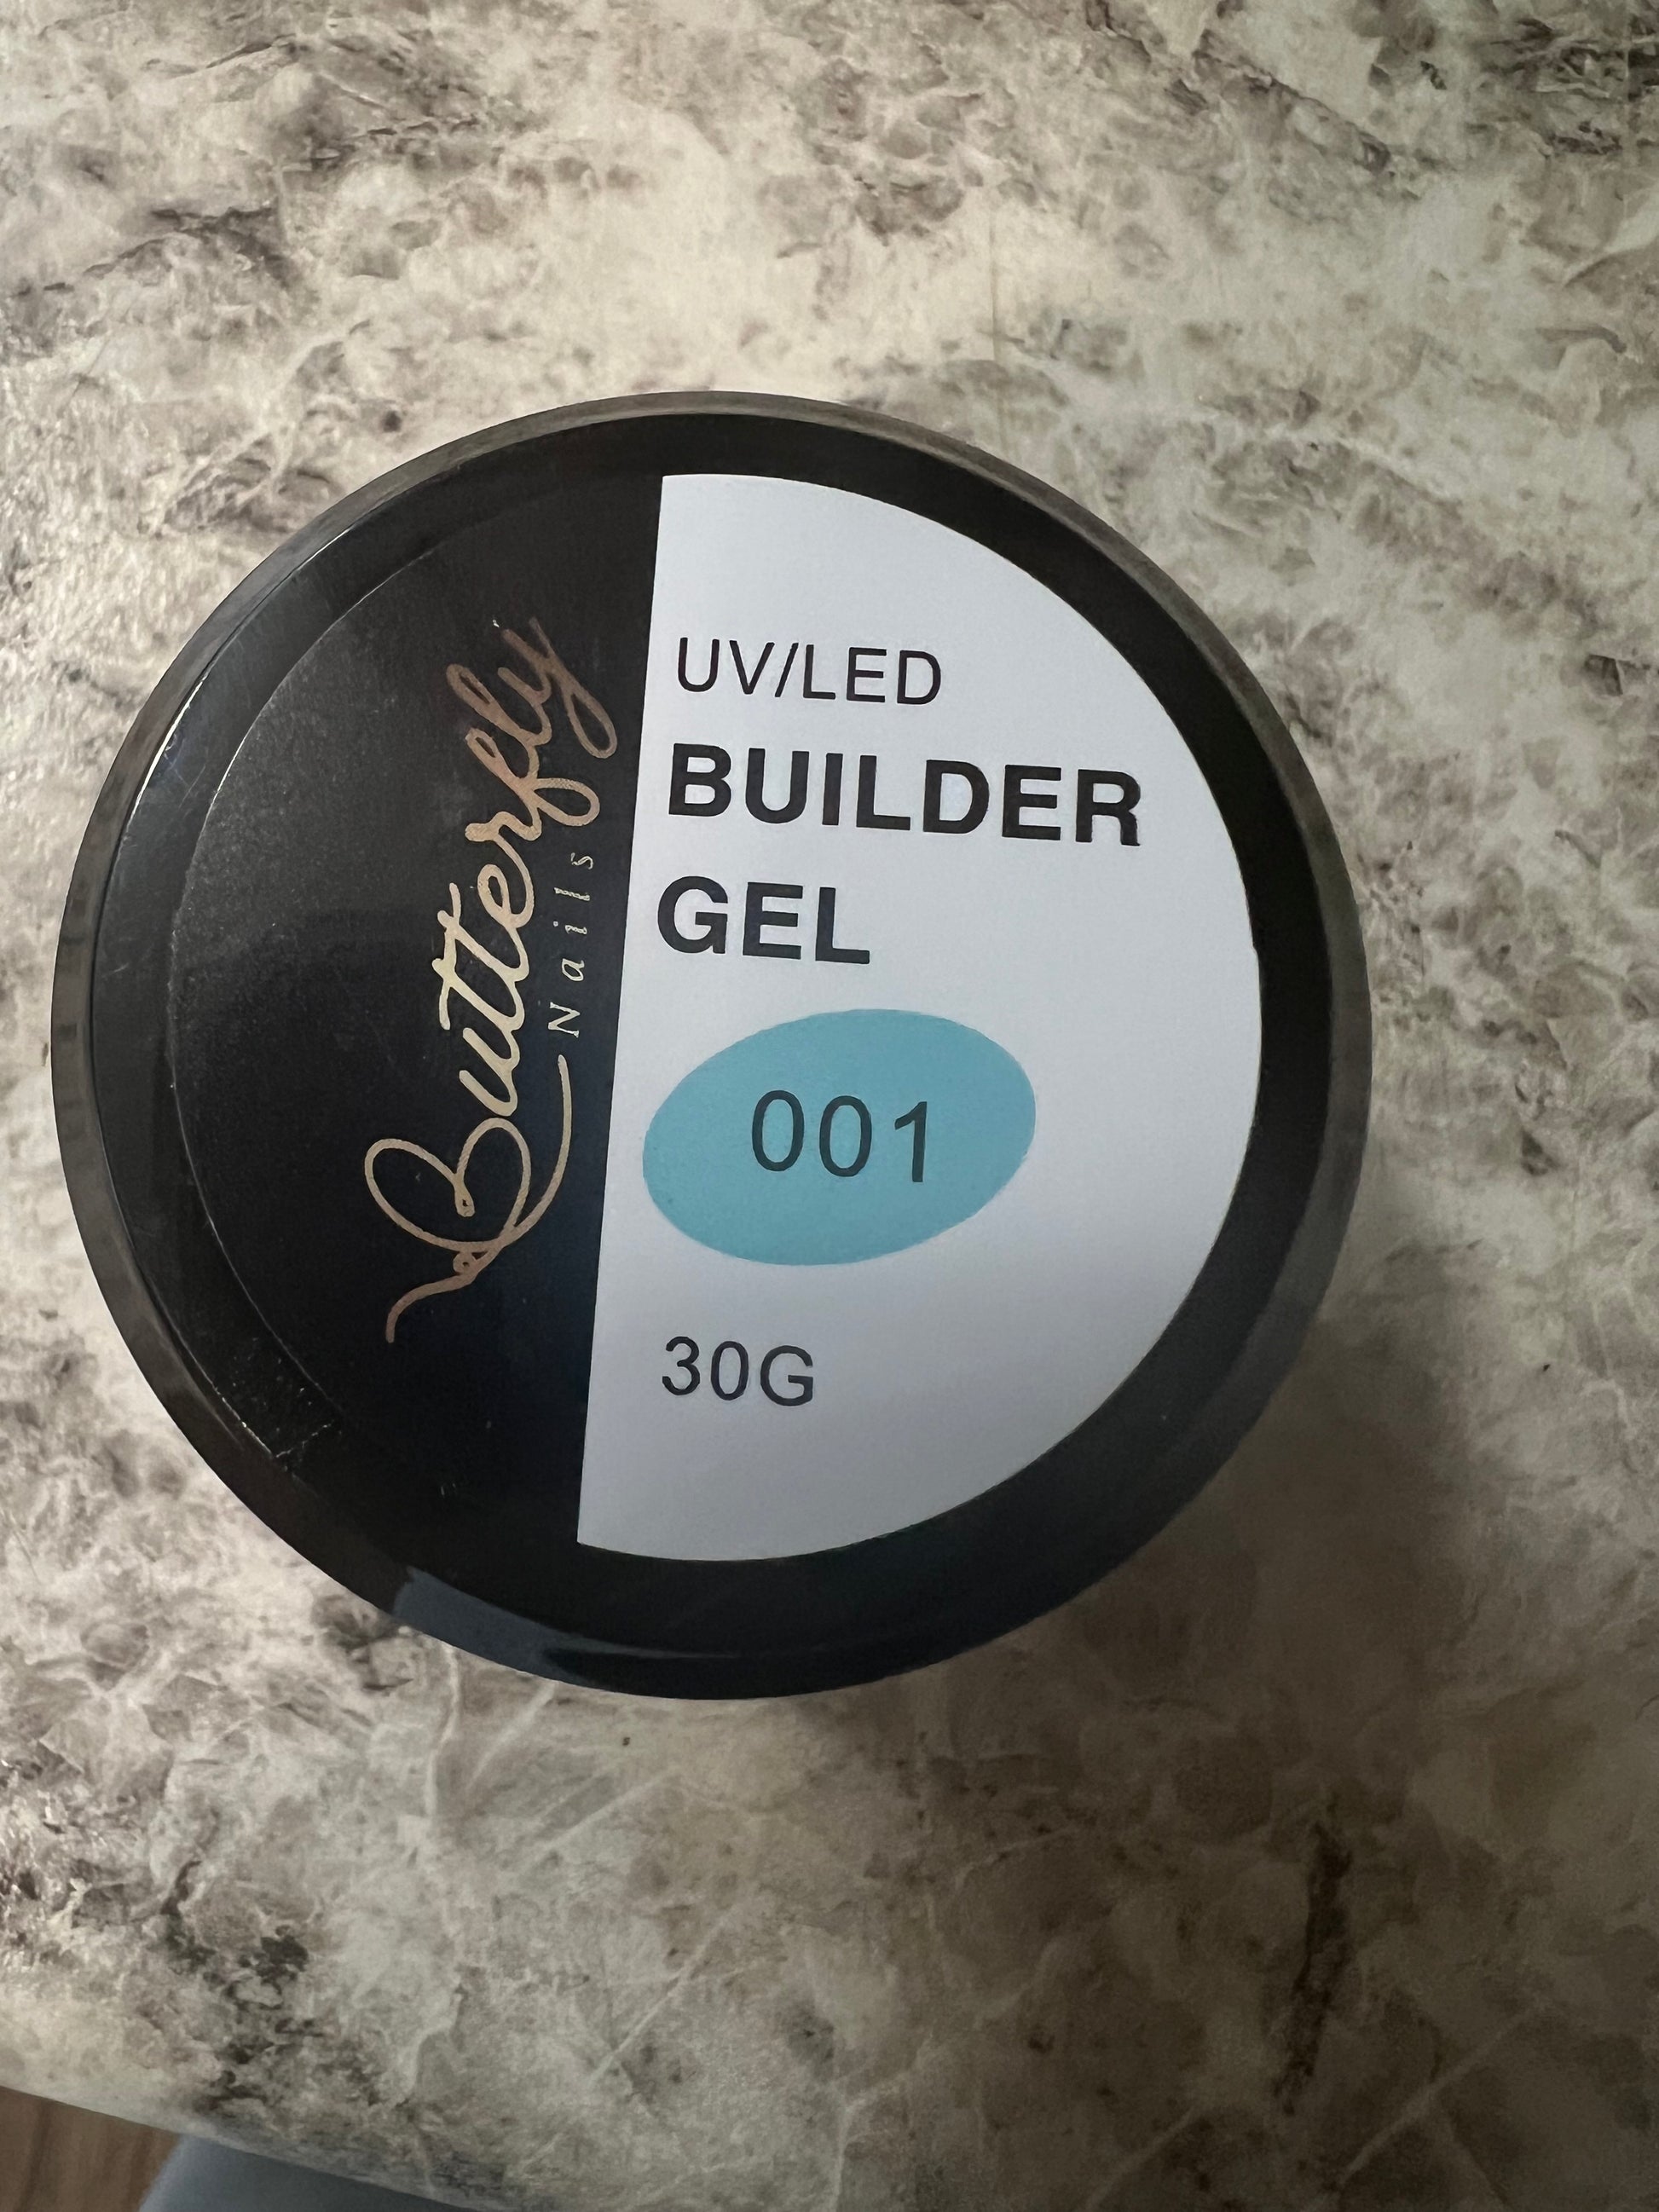 Butterfly
Nails
UV/LED
BUILDER
GEL
001
30G